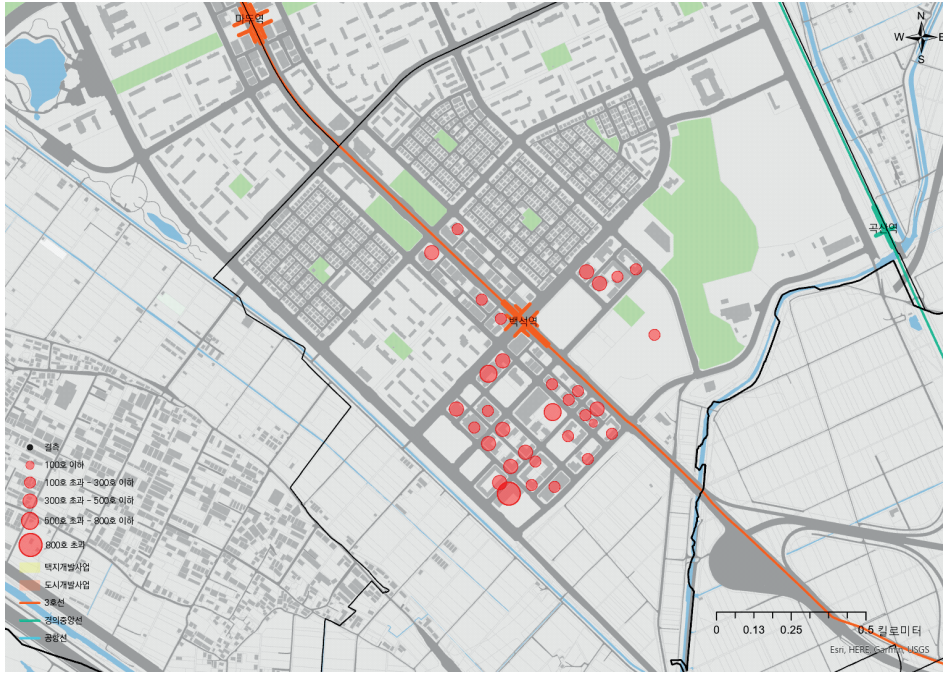 마두역
N
W E
S
곡산역
백석역
결측
100호 이하
100호 초과 - 300호 이하
300호 초과 - 500호 이하
500호 초과 - 800호 이하
800호 초과
택지개발사업
도시개발사업
3호선
경의중앙선
공항선
0 0.13 0.25 0.5 킬로미터
Esri, HERE, Garmin, USGS